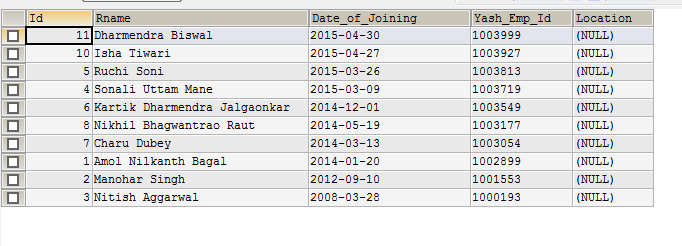 Id Rname Date_of_Joining Yash_Emp_Id Location
11 Dharmendra Biswal 2015-04-30 1003999 (NULL)
10 Isha Tiwari 2015-04-27 1003927 (NULL)
5 Ruchi Soni 2015-03-26 1003813 (NULL)
4 Sonali Uttam Mane 2015-03-09 1003719 (NULL)
6 Kartik Dharmendra Jalgaonkar 2014-12-01 1003549 (NULL)
8 Nikhil Bhagwantrao Raut 2014-05-19 1003177 (NULL)
7 Charu Dubey 2014-03-13 1003054 (NULL)
1 Amol Nilkanth Bagal 2014-01-20 1002899 (NULL)
2 Manohar Singh 2012-09-10 1001553 (NULL)
3 Nitish Aggarwal 2008-03-28 1000193 (NULL)